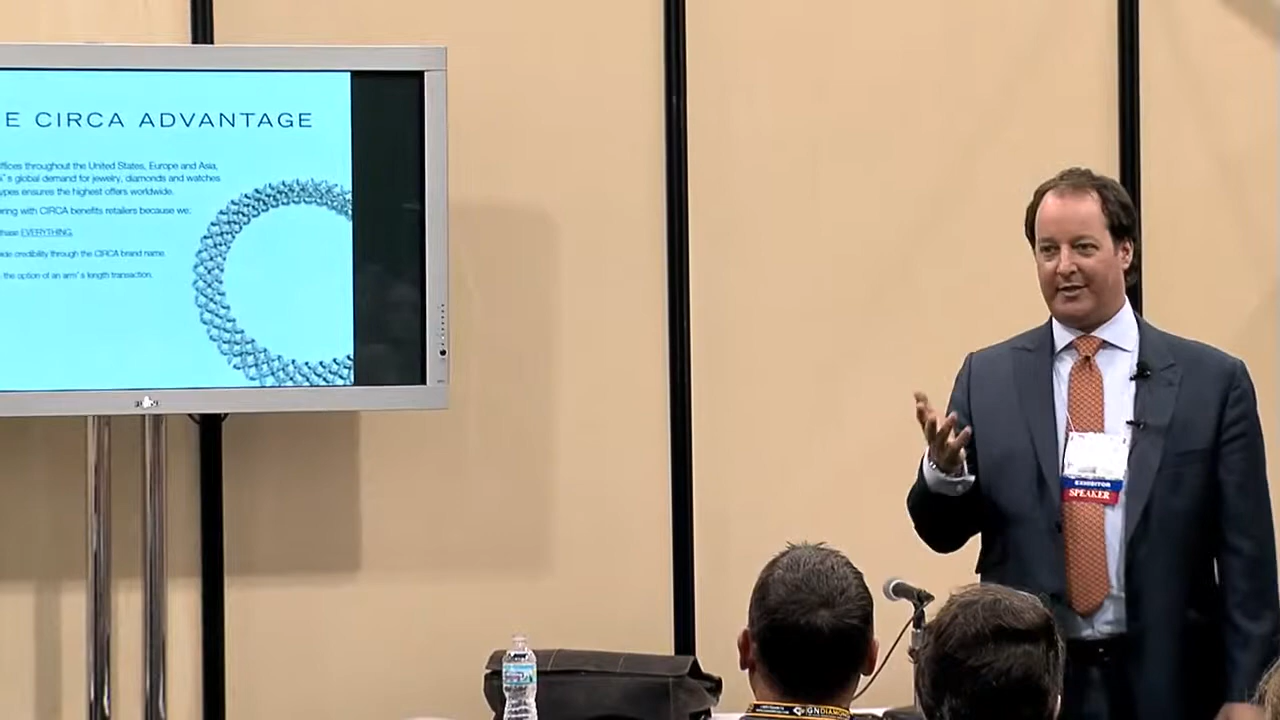 E CIRCA ADVANTAGE
ffices throughout the United States, Europe and Asia,
's global demand for jewelry, diamonds and watches
ypes ensures the highest offers worldwide.
ring with CIRCA benefits retailers because we:
hase EVERYTHING.
ide credibility through the CIRCA brand name.
the option of an arm's length transaction.
EXHIBITOR
SPEAKER